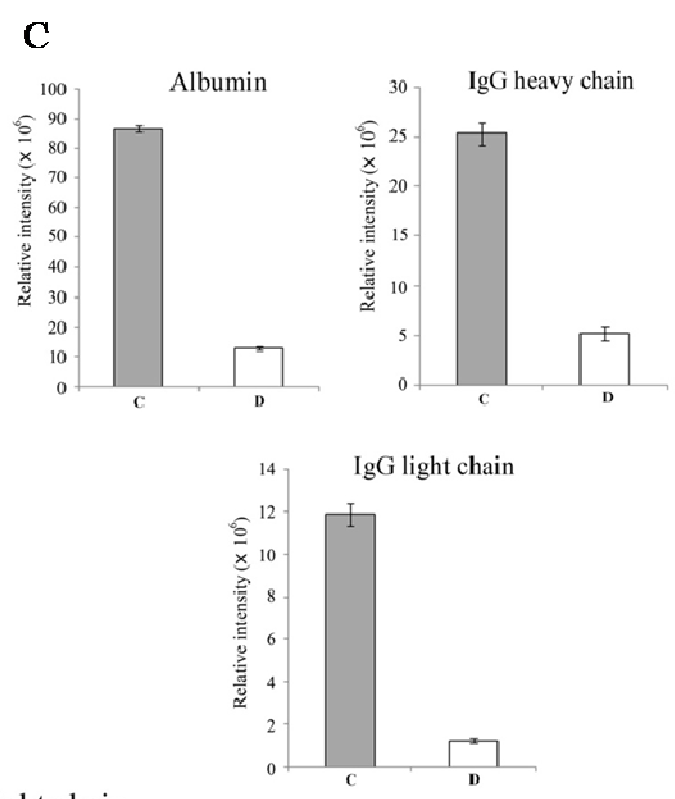 C
Albumin
Relative intensity (× 10⁶)
100
90
80
70
60
50
40
30
20
10
0
C D
IgG heavy chain
Relative intensity (× 10⁶)
30
25
20
15
10
5
0
C D
IgG light chain
Relative intensity (× 10⁶)
14
12
10
8
6
4
2
0
C D